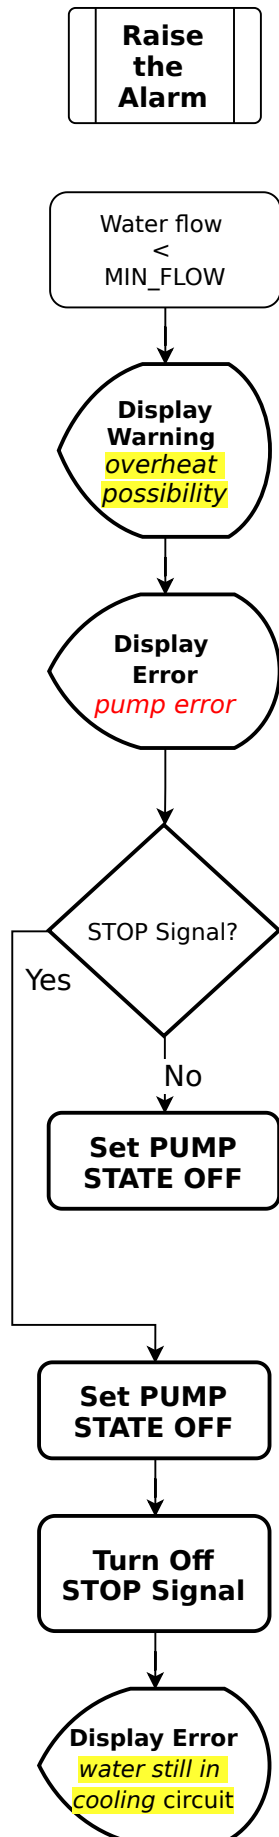 Raise
the
Alarm
Water flow
<
MIN_FLOW
Display
Warning
overheat
possibility
Display
Error
pump error
STOP Signal?
Yes
No
Set PUMP
STATE OFF
Set PUMP
STATE OFF
Turn Off
STOP Signal
Display Error
water still in
cooling circuit